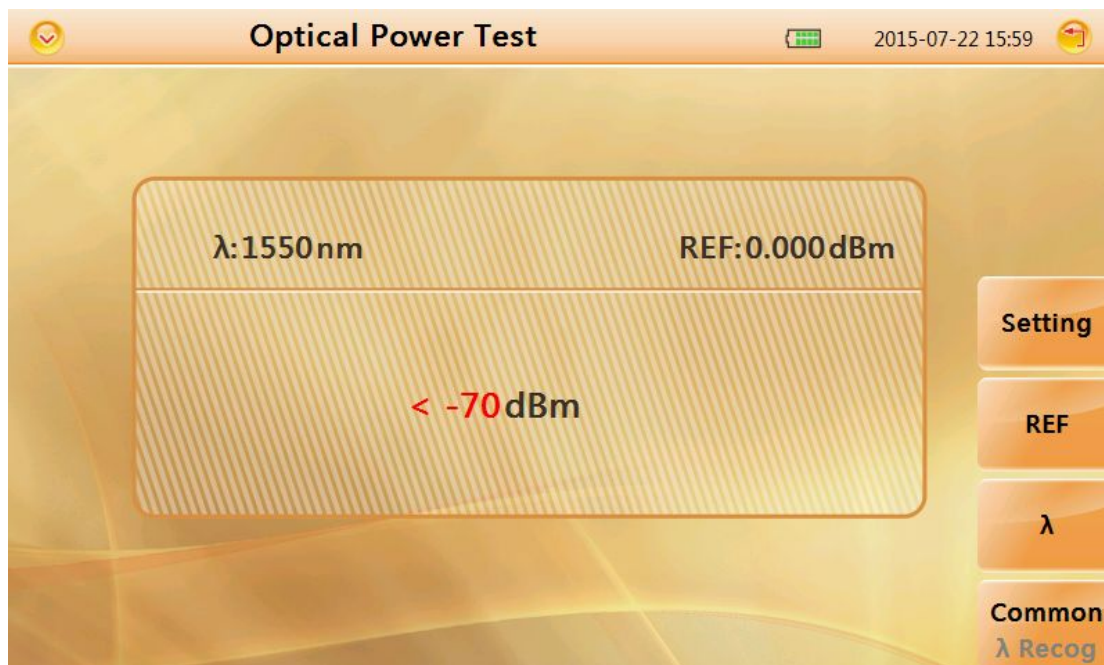 Optical Power Test 2015-07-22 15:59
λ:1550nm REF:0.000dBm
Setting
< -70dBm
REF
λ
Common
λ Recog